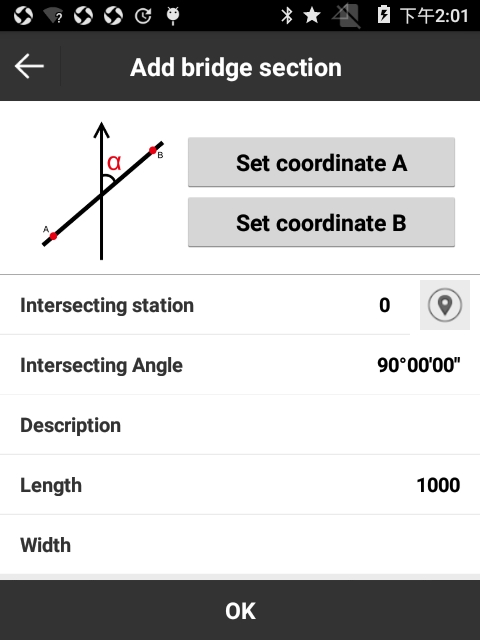 下午2:01
Add bridge section
α
B
A
Set coordinate A
Set coordinate B
Intersecting station 0
Intersecting Angle 90°00'00"
Description
Length 1000
Width
OK